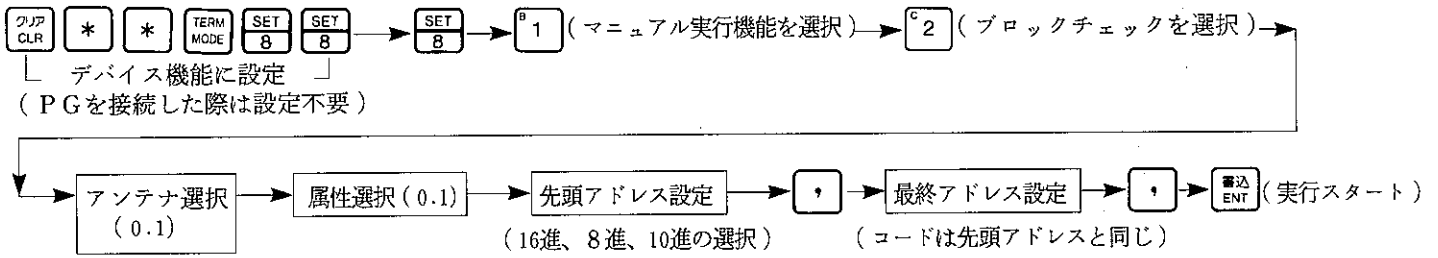 クリア CLR * * TERM MODE SET 8 SET 8 SET 8 B 1 (マニュアル実行機能を選択) C 2 (ブロックチェックを選択)
デバイス機能に設定
(PGを接続した際は設定不要)
アンテナ選択 (0.1) 属性選択(0.1) 先頭アドレス設定 , 最終アドレス設定 , 書込 ENT (実行スタート)
(16進、8進、10進の選択) (コードは先頭アドレスと同じ)